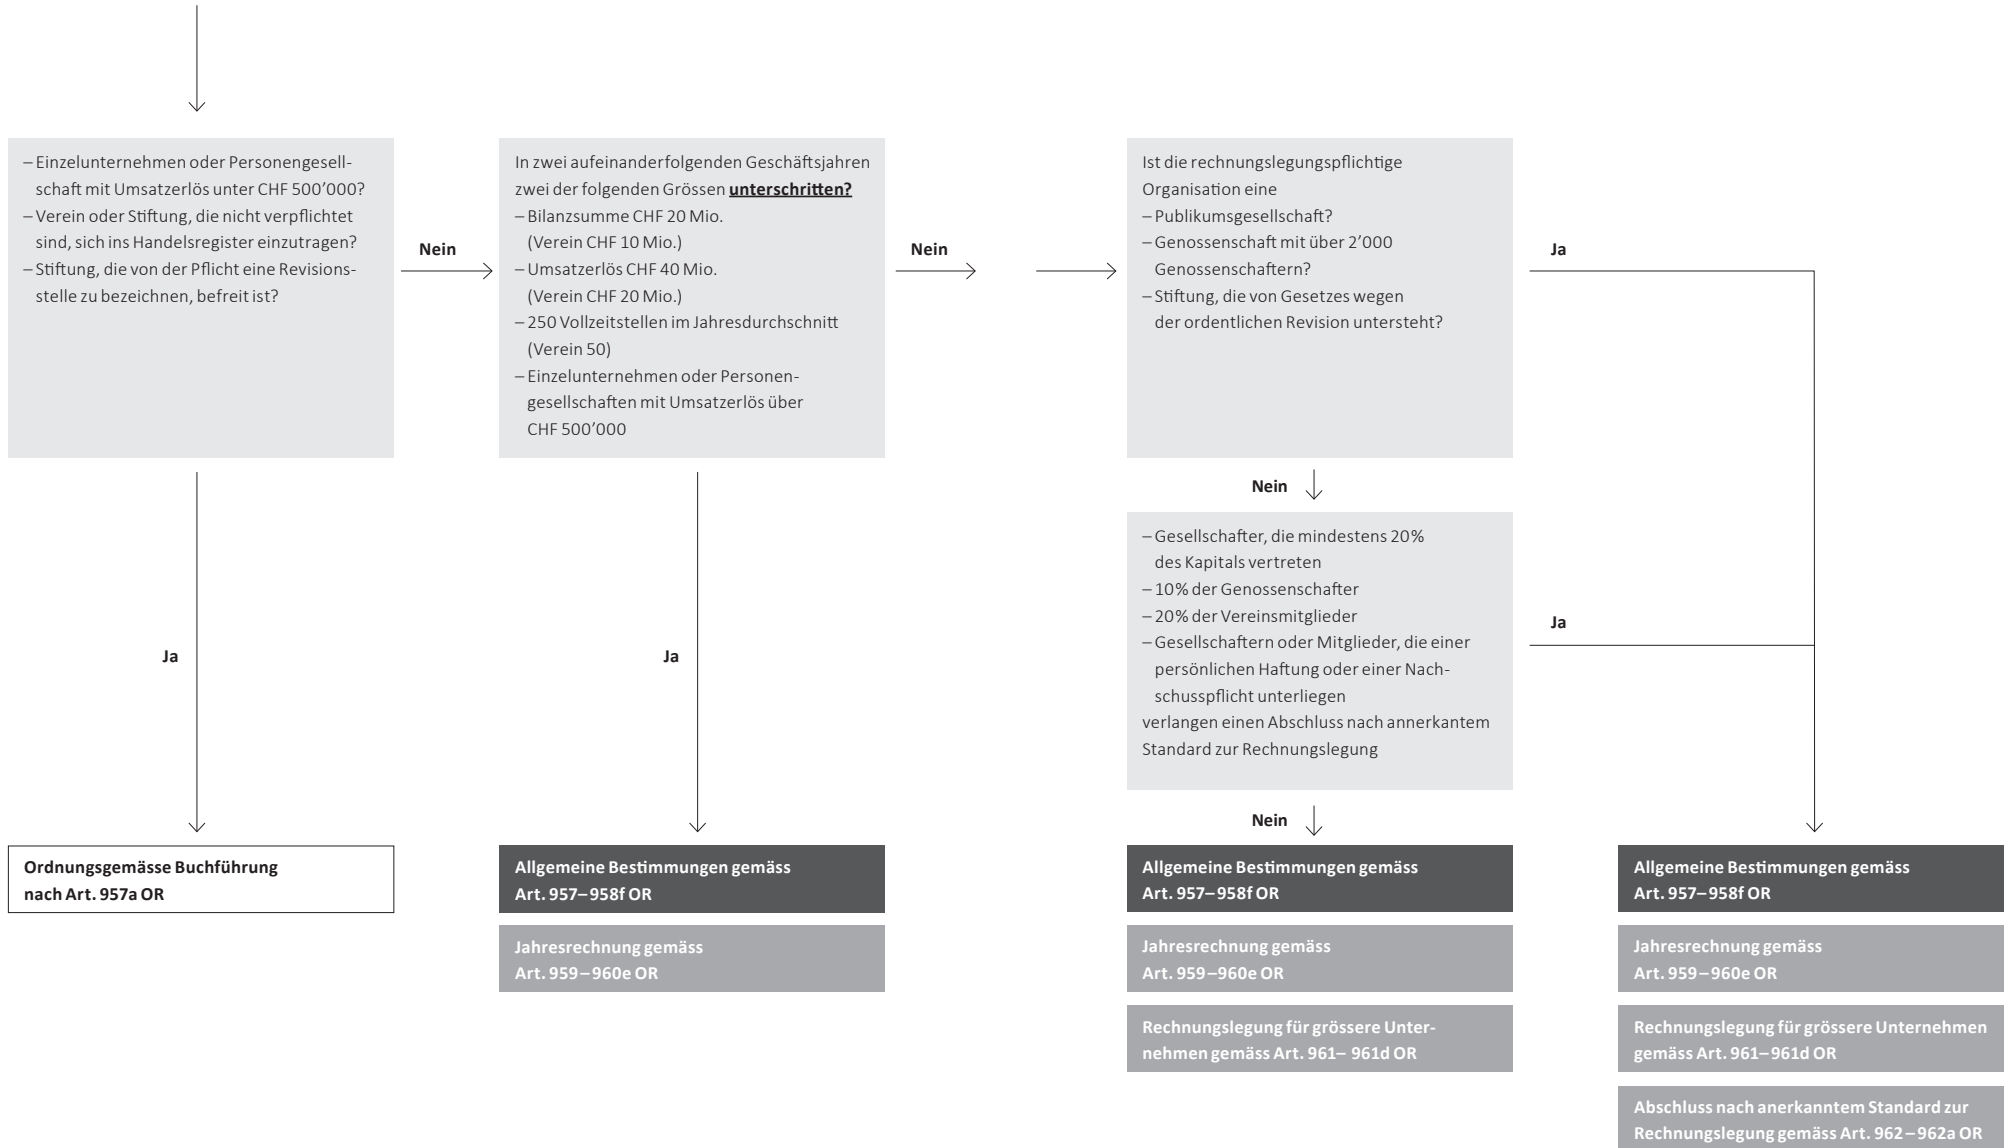 – Einzelunternehmen oder Personengesell-
schaft mit Umsatzerlös unter CHF 500’000?
– Verein oder Stiftung, die nicht verpflichtet
sind, sich ins Handelsregister einzutragen?
– Stiftung, die von der Pflicht eine Revisions-
stelle zu bezeichnen, befreit ist?
Nein
In zwei aufeinanderfolgenden Geschäftsjahren
zwei der folgenden Grössen unterschritten?
– Bilanzsumme CHF 20 Mio.
(Verein CHF 10 Mio.)
– Umsatzerlös CHF 40 Mio.
(Verein CHF 20 Mio.)
– 250 Vollzeitstellen im Jahresdurchschnitt
(Verein 50)
– Einzelunternehmen oder Personen-
gesellschaften mit Umsatzerlös über
CHF 500’000
Nein
Ist die rechnungslegungspflichtige
Organisation eine
– Publikumsgesellschaft?
– Genossenschaft mit über 2’000
Genossenschaftern?
– Stiftung, die von Gesetzes wegen
der ordentlichen Revision untersteht?
Ja
Nein
– Gesellschafter, die mindestens 20%
des Kapitals vertreten
– 10% der Genossenschafter
– 20% der Vereinsmitglieder
– Gesellschaftern oder Mitglieder, die einer
persönlichen Haftung oder einer Nach-
schusspflicht unterliegen
verlangen einen Abschluss nach annerkantem
Standard zur Rechnungslegung
Ja
Ja
Ja
Nein
Ordnungsgemässe Buchführung
nach Art. 957a OR
Allgemeine Bestimmungen gemäss
Art. 957–958f OR
Jahresrechnung gemäss
Art. 959–960e OR
Allgemeine Bestimmungen gemäss
Art. 957–958f OR
Jahresrechnung gemäss
Art. 959–960e OR
Rechnungslegung für grössere Unter-
nehmen gemäss Art. 961– 961d OR
Allgemeine Bestimmungen gemäss
Art. 957–958f OR
Jahresrechnung gemäss
Art. 959–960e OR
Rechnungslegung für grössere Unternehmen
gemäss Art. 961–961d OR
Abschluss nach anerkanntem Standard zur
Rechnungslegung gemäss Art. 962–962a OR